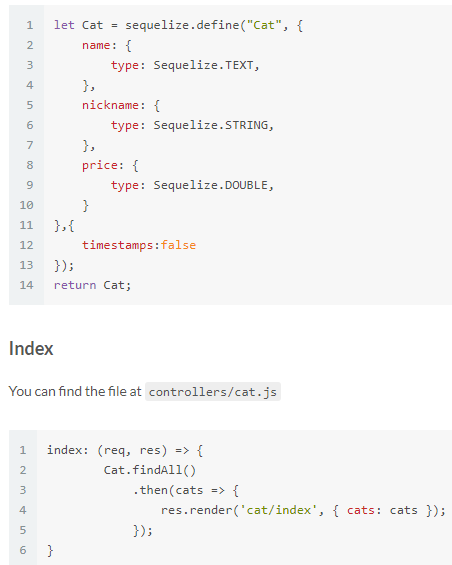 1 let Cat = sequelize.define("Cat", {
2     name: {
3         type: Sequelize.TEXT,
4     },
5     nickname: {
6         type: Sequelize.STRING,
7     },
8     price: {
9         type: Sequelize.DOUBLE,
10     }
11 },{
12     timestamps:false
13 });
14 return Cat;
Index
You can find the file at controllers/cat.js
1 index: (req, res) => {
2         Cat.findAll()
3             .then(cats => {
4                 res.render('cat/index', { cats: cats });
5             });
6 }